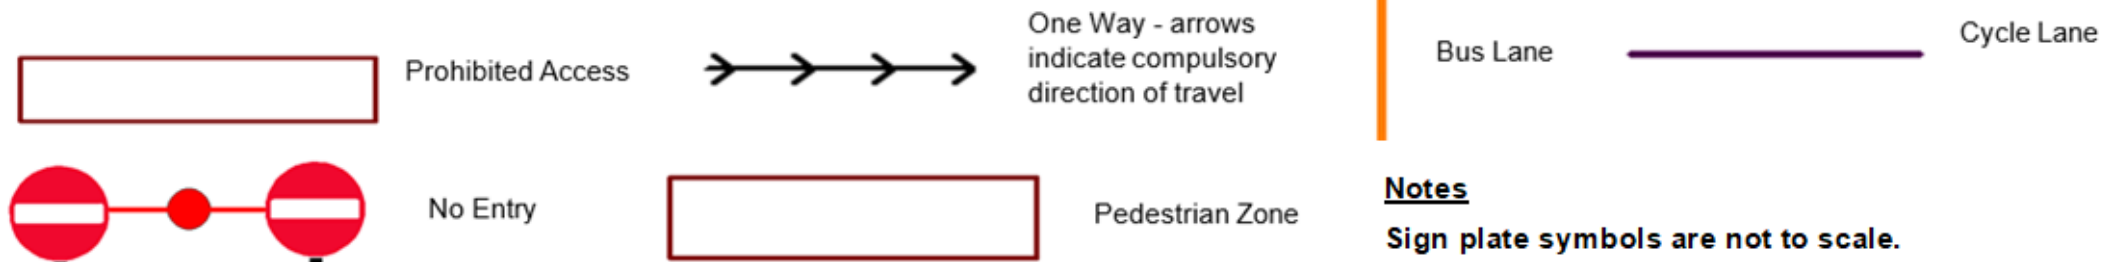 Prohibited Access
One Way - arrows
indicate compulsory
direction of travel
Bus Lane
Cycle Lane
No Entry
Pedestrian Zone
Notes
Sign plate symbols are not to scale.